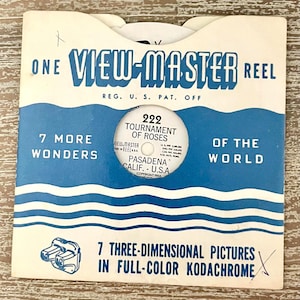 ONE VIEW-MASTER REEL
REG. U. S. PAT. OFF
7 MORE
WONDERS
OF THE
WORLD
222
TOURNAMENT
OF ROSES
PASADENA
CALIF. - U.S.A
7 THREE-DIMENSIONAL PICTURES
IN FULL-COLOR KODACHROME